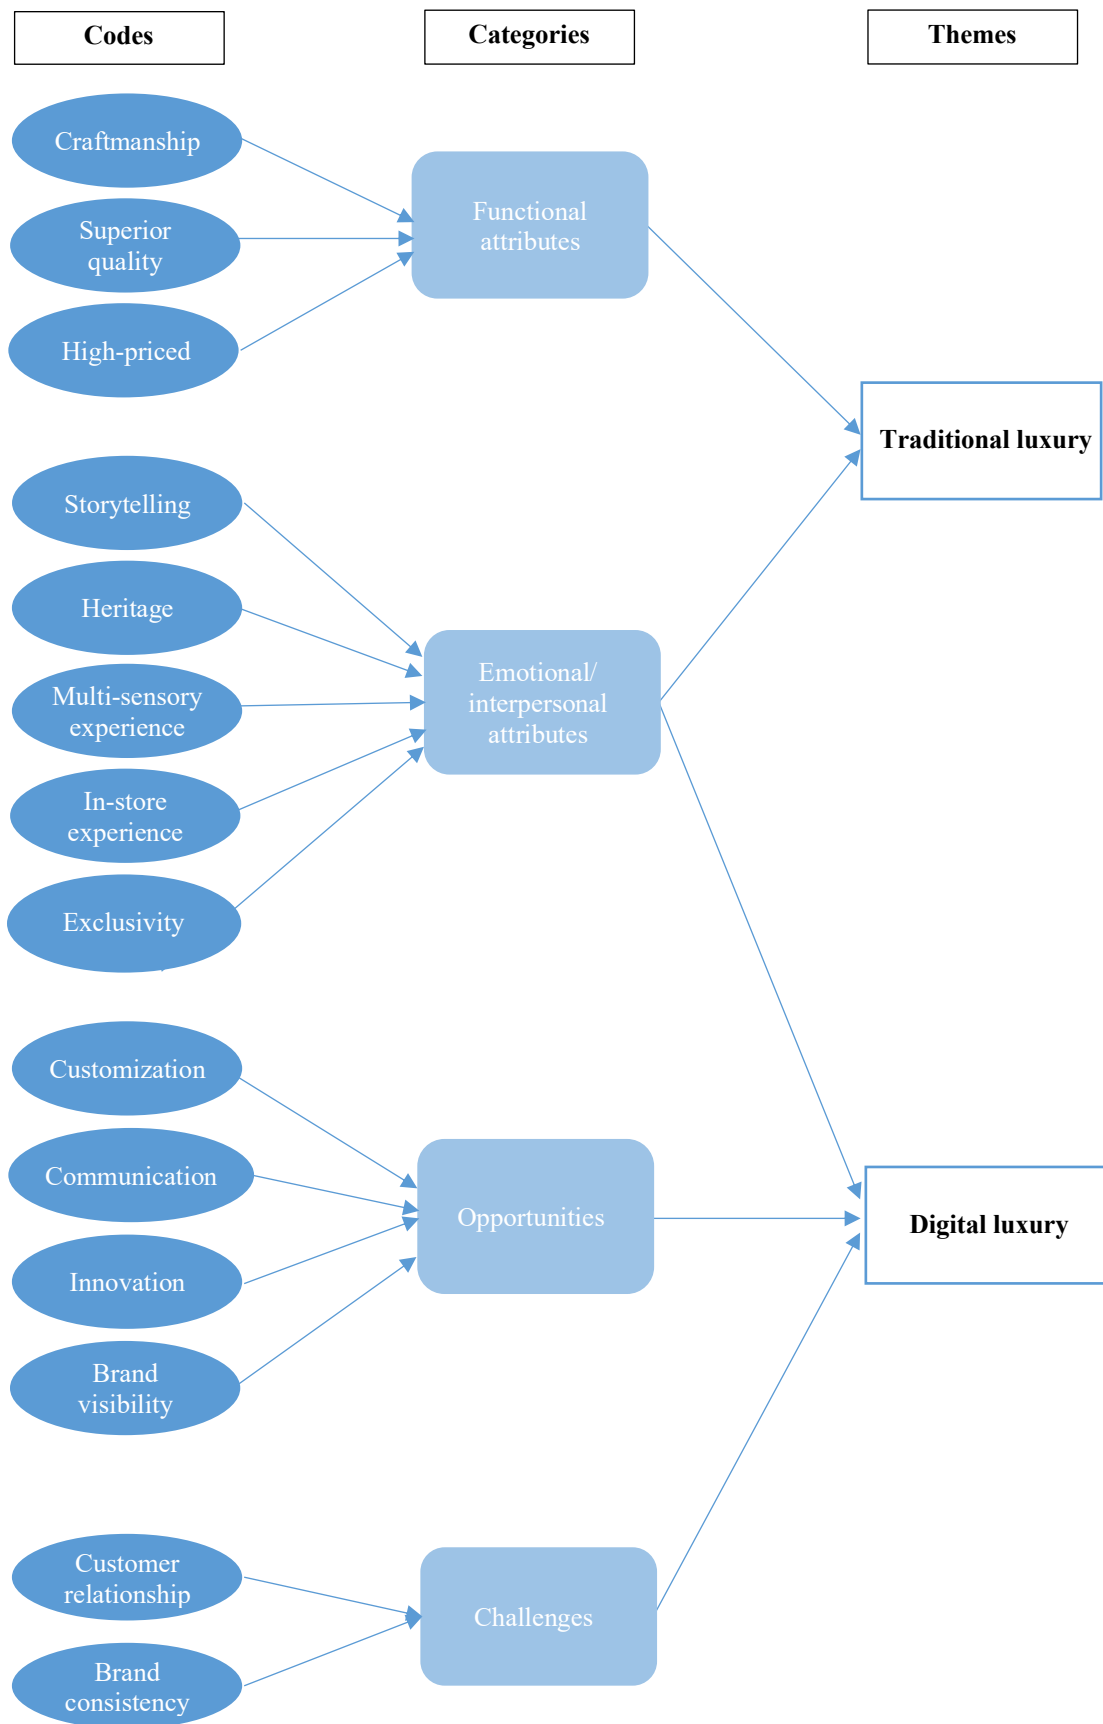 Codes
Categories
Themes
Craftmanship
Superior
quality
High-priced
Functional
attributes
Traditional luxury
Storytelling
Heritage
Multi-sensory
experience
In-store
experience
Exclusivity
Emotional/
interpersonal
attributes
Customization
Communication
Innovation
Brand
visibility
Opportunities
Digital luxury
Customer
relationship
Brand
consistency
Challenges